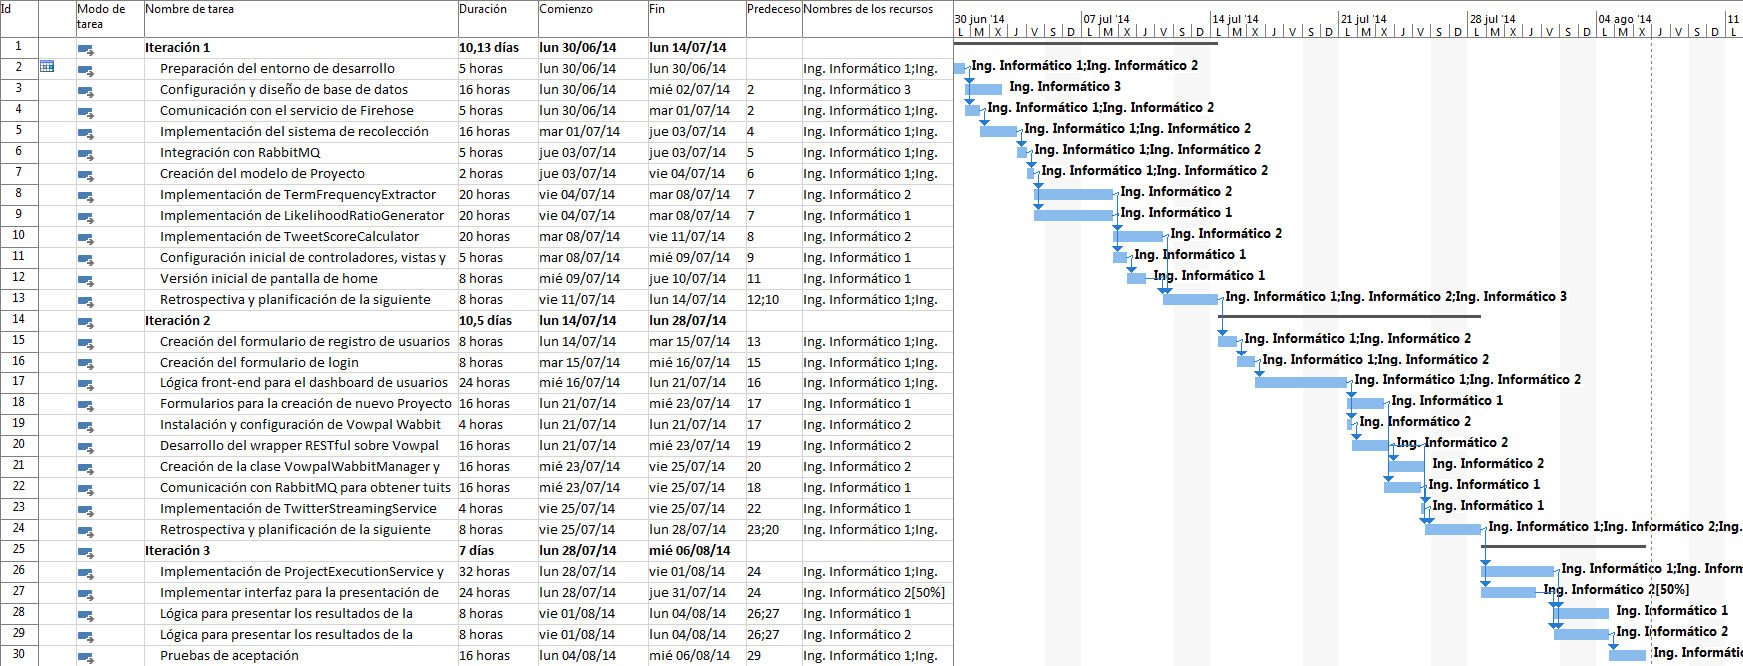 Id Modo de tarea Nombre de tarea Duración Comienzo Fin Predeceso Nombres de los recursos
30 jun '14 07 jul '14 14 jul '14 21 jul '14 28 jul '14 04 ago '14 11
L M X J V S D L M X J V S D L M X J V S D L M X J V S D L M X J V S D L M X J V S D L
1 Iteración 1 10,13 días lun 30/06/14 lun 14/07/14
2 Preparación del entorno de desarrollo 5 horas lun 30/06/14 lun 30/06/14 Ing. Informático 1;Ing. Ing. Informático 1;Ing. Informático 2
3 Configuración y diseño de base de datos 16 horas lun 30/06/14 mié 02/07/14 2 Ing. Informático 3 Ing. Informático 3
4 Comunicación con el servicio de Firehose 5 horas lun 30/06/14 mar 01/07/14 2 Ing. Informático 1;Ing. Ing. Informático 1;Ing. Informático 2
5 Implementación del sistema de recolección 16 horas mar 01/07/14 jue 03/07/14 4 Ing. Informático 1;Ing. Ing. Informático 1;Ing. Informático 2
6 Integración con RabbitMQ 5 horas jue 03/07/14 jue 03/07/14 5 Ing. Informático 1;Ing. Ing. Informático 1;Ing. Informático 2
7 Creación del modelo de Proyecto 2 horas jue 03/07/14 vie 04/07/14 6 Ing. Informático 1;Ing. Ing. Informático 1;Ing. Informático 2
8 Implementación de TermFrequencyExtractor 20 horas vie 04/07/14 mar 08/07/14 7 Ing. Informático 2 Ing. Informático 2
9 Implementación de LikelihoodRatioGenerator 20 horas vie 04/07/14 mar 08/07/14 7 Ing. Informático 1 Ing. Informático 1
10 Implementación de TweetScoreCalculator 20 horas mar 08/07/14 vie 11/07/14 8 Ing. Informático 2 Ing. Informático 2
11 Configuración inicial de controladores, vistas y 5 horas mar 08/07/14 mié 09/07/14 9 Ing. Informático 1 Ing. Informático 1
12 Versión inicial de pantalla de home 8 horas mié 09/07/14 jue 10/07/14 11 Ing. Informático 1 Ing. Informático 1
13 Retrospectiva y planificación de la siguiente 8 horas vie 11/07/14 lun 14/07/14 12;10 Ing. Informático 1;Ing. Ing. Informático 1;Ing. Informático 2;Ing. Informático 3
14 Iteración 2 10,5 días lun 14/07/14 lun 28/07/14
15 Creación del formulario de registro de usuarios 8 horas lun 14/07/14 mar 15/07/14 13 Ing. Informático 1;Ing. Ing. Informático 1;Ing. Informático 2
16 Creación del formulario de login 8 horas mar 15/07/14 mié 16/07/14 15 Ing. Informático 1;Ing. Ing. Informático 1;Ing. Informático 2
17 Lógica front-end para el dashboard de usuarios 24 horas mié 16/07/14 lun 21/07/14 16 Ing. Informático 1;Ing. Ing. Informático 1;Ing. Informático 2
18 Formularios para la creación de nuevo Proyecto 16 horas lun 21/07/14 mié 23/07/14 17 Ing. Informático 1 Ing. Informático 1
19 Instalación y configuración de Vowpal Wabbit 4 horas lun 21/07/14 lun 21/07/14 17 Ing. Informático 2 Ing. Informático 2
20 Desarrollo del wrapper RESTful sobre Vowpal 16 horas lun 21/07/14 mié 23/07/14 19 Ing. Informático 2 Ing. Informático 2
21 Creación de la clase VowpalWabbitManager y 16 horas mié 23/07/14 vie 25/07/14 20 Ing. Informático 2 Ing. Informático 2
22 Comunicación con RabbitMQ para obtener tuits 16 horas mié 23/07/14 vie 25/07/14 18 Ing. Informático 1 Ing. Informático 1
23 Implementación de TwitterStreamingService 4 horas vie 25/07/14 vie 25/07/14 22 Ing. Informático 1 Ing. Informático 1
24 Retrospectiva y planificación de la siguiente 8 horas vie 25/07/14 lun 28/07/14 23;20 Ing. Informático 1;Ing. Ing. Informático 1;Ing. Informático 2;Ing.
25 Iteración 3 7 días lun 28/07/14 mié 06/08/14
26 Implementación de ProjectExecutionService y 32 horas lun 28/07/14 vie 01/08/14 24 Ing. Informático 1;Ing. Ing. Informático 1;Ing. Inform
27 Implementar interfaz para la presentación de 24 horas lun 28/07/14 jue 31/07/14 24 Ing. Informático 2[50%] Ing. Informático 2[50%]
28 Lógica para presentar los resultados de la 8 horas vie 01/08/14 lun 04/08/14 26;27 Ing. Informático 1 Ing. Informático 1
29 Lógica para presentar los resultados de la 8 horas vie 01/08/14 lun 04/08/14 26;27 Ing. Informático 2 Ing. Informático 2
30 Pruebas de aceptación 16 horas lun 04/08/14 mié 06/08/14 29 Ing. Informático 1;Ing. Ing. Informáti